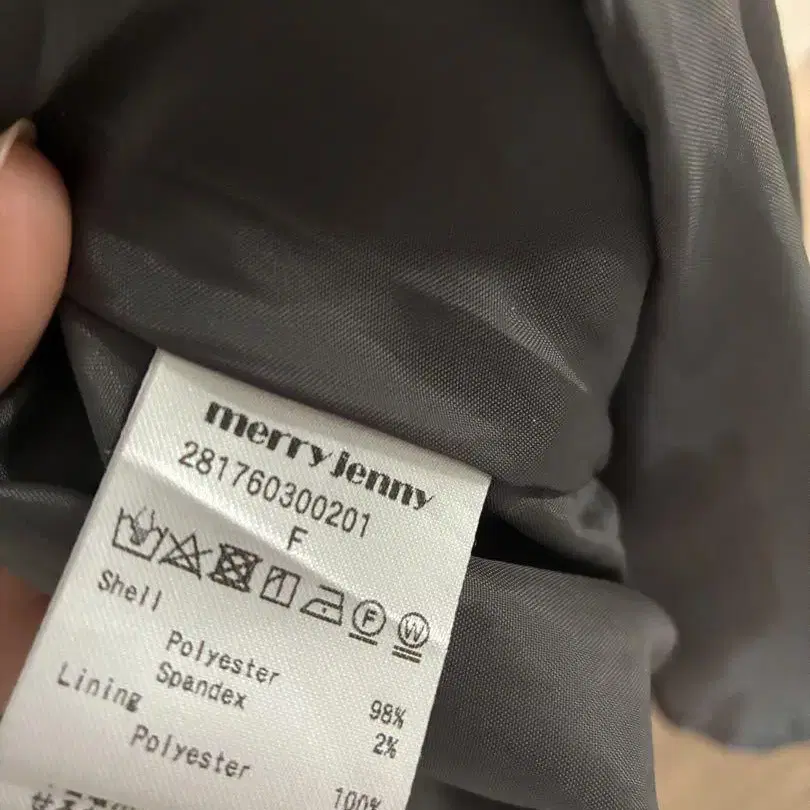 merry jenny
281760300201
F
F W
Shell
Polyester 98%
Spandex 2%
Lining
Polyester 100%